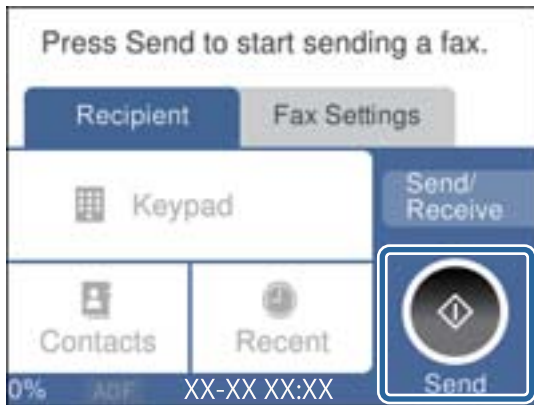 Press Send to start sending a fax.
Recipient
Fax Settings
Keypad
Send/
Receive
Contacts
Recent
Send
0%
ADF
XX-XX XX:XX